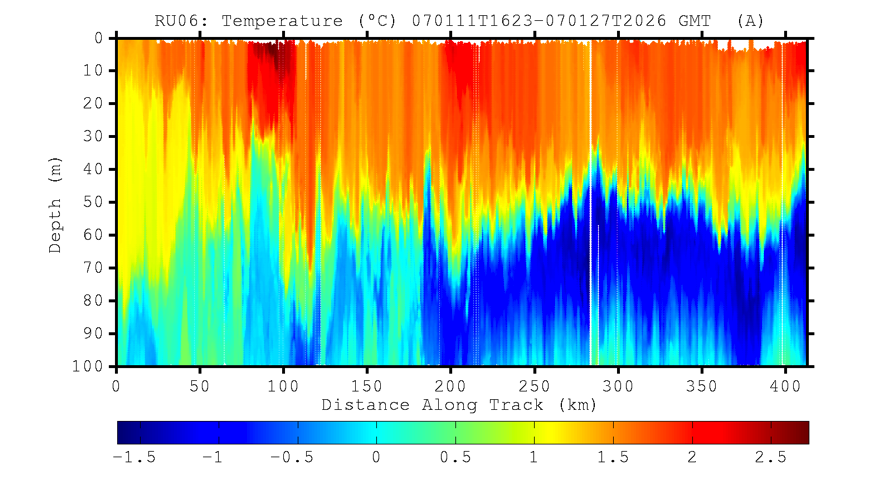 RU06: Temperature (°C) 070111T1623-070127T2026 GMT (A)
0
10
20
30
40
50
60
70
80
90
100
Depth (m)
0 50 100 150 200 250 300 350 400
Distance Along Track (km)
-1.5 -1 -0.5 0 0.5 1 1.5 2 2.5